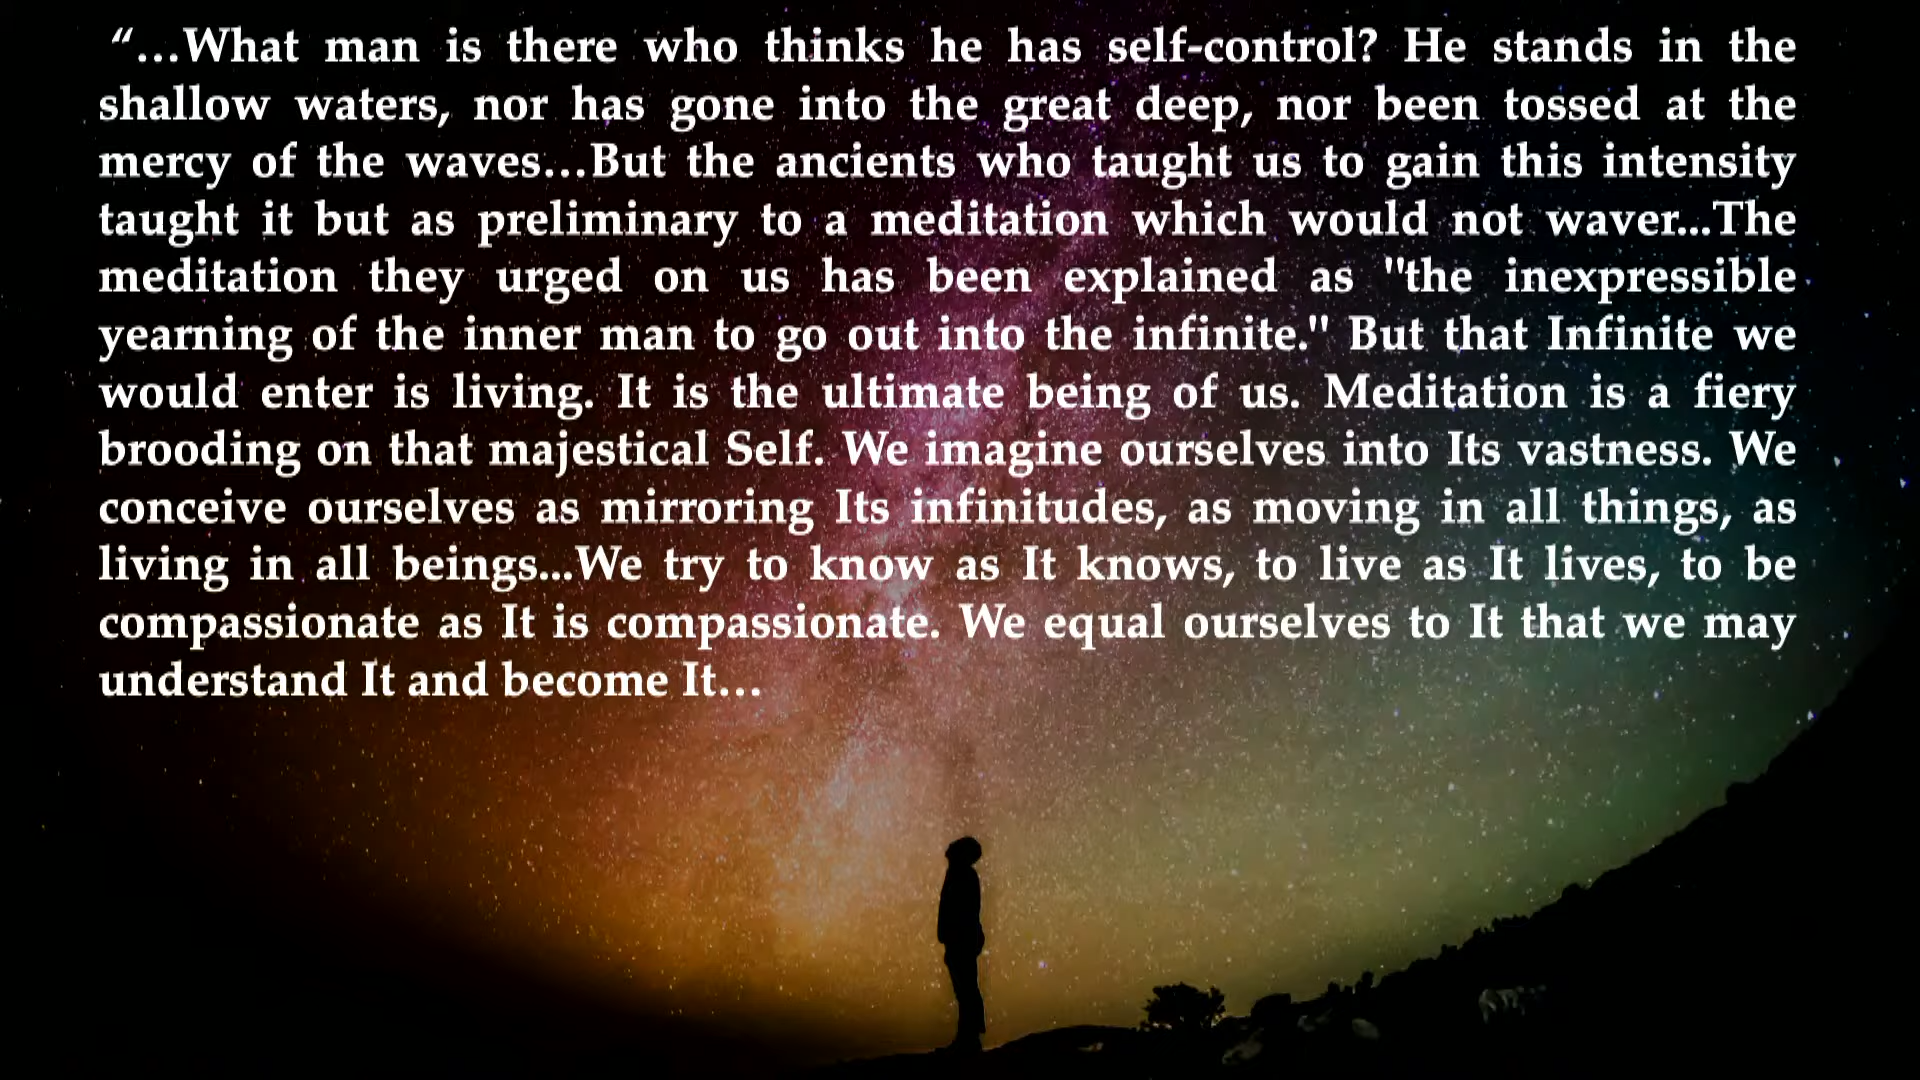 “…What man is there who thinks he has self-control? He stands in the
shallow waters, nor has gone into the great deep, nor been tossed at the
mercy of the waves…But the ancients who taught us to gain this intensity
taught it but as preliminary to a meditation which would not waver...The
meditation they urged on us has been explained as "the inexpressible
yearning of the inner man to go out into the infinite." But that Infinite we
would enter is living. It is the ultimate being of us. Meditation is a fiery
brooding on that majestical Self. We imagine ourselves into Its vastness. We
conceive ourselves as mirroring Its infinitudes, as moving in all things, as
living in all beings...We try to know as It knows, to live as It lives, to be
compassionate as It is compassionate. We equal ourselves to It that we may
understand It and become It…